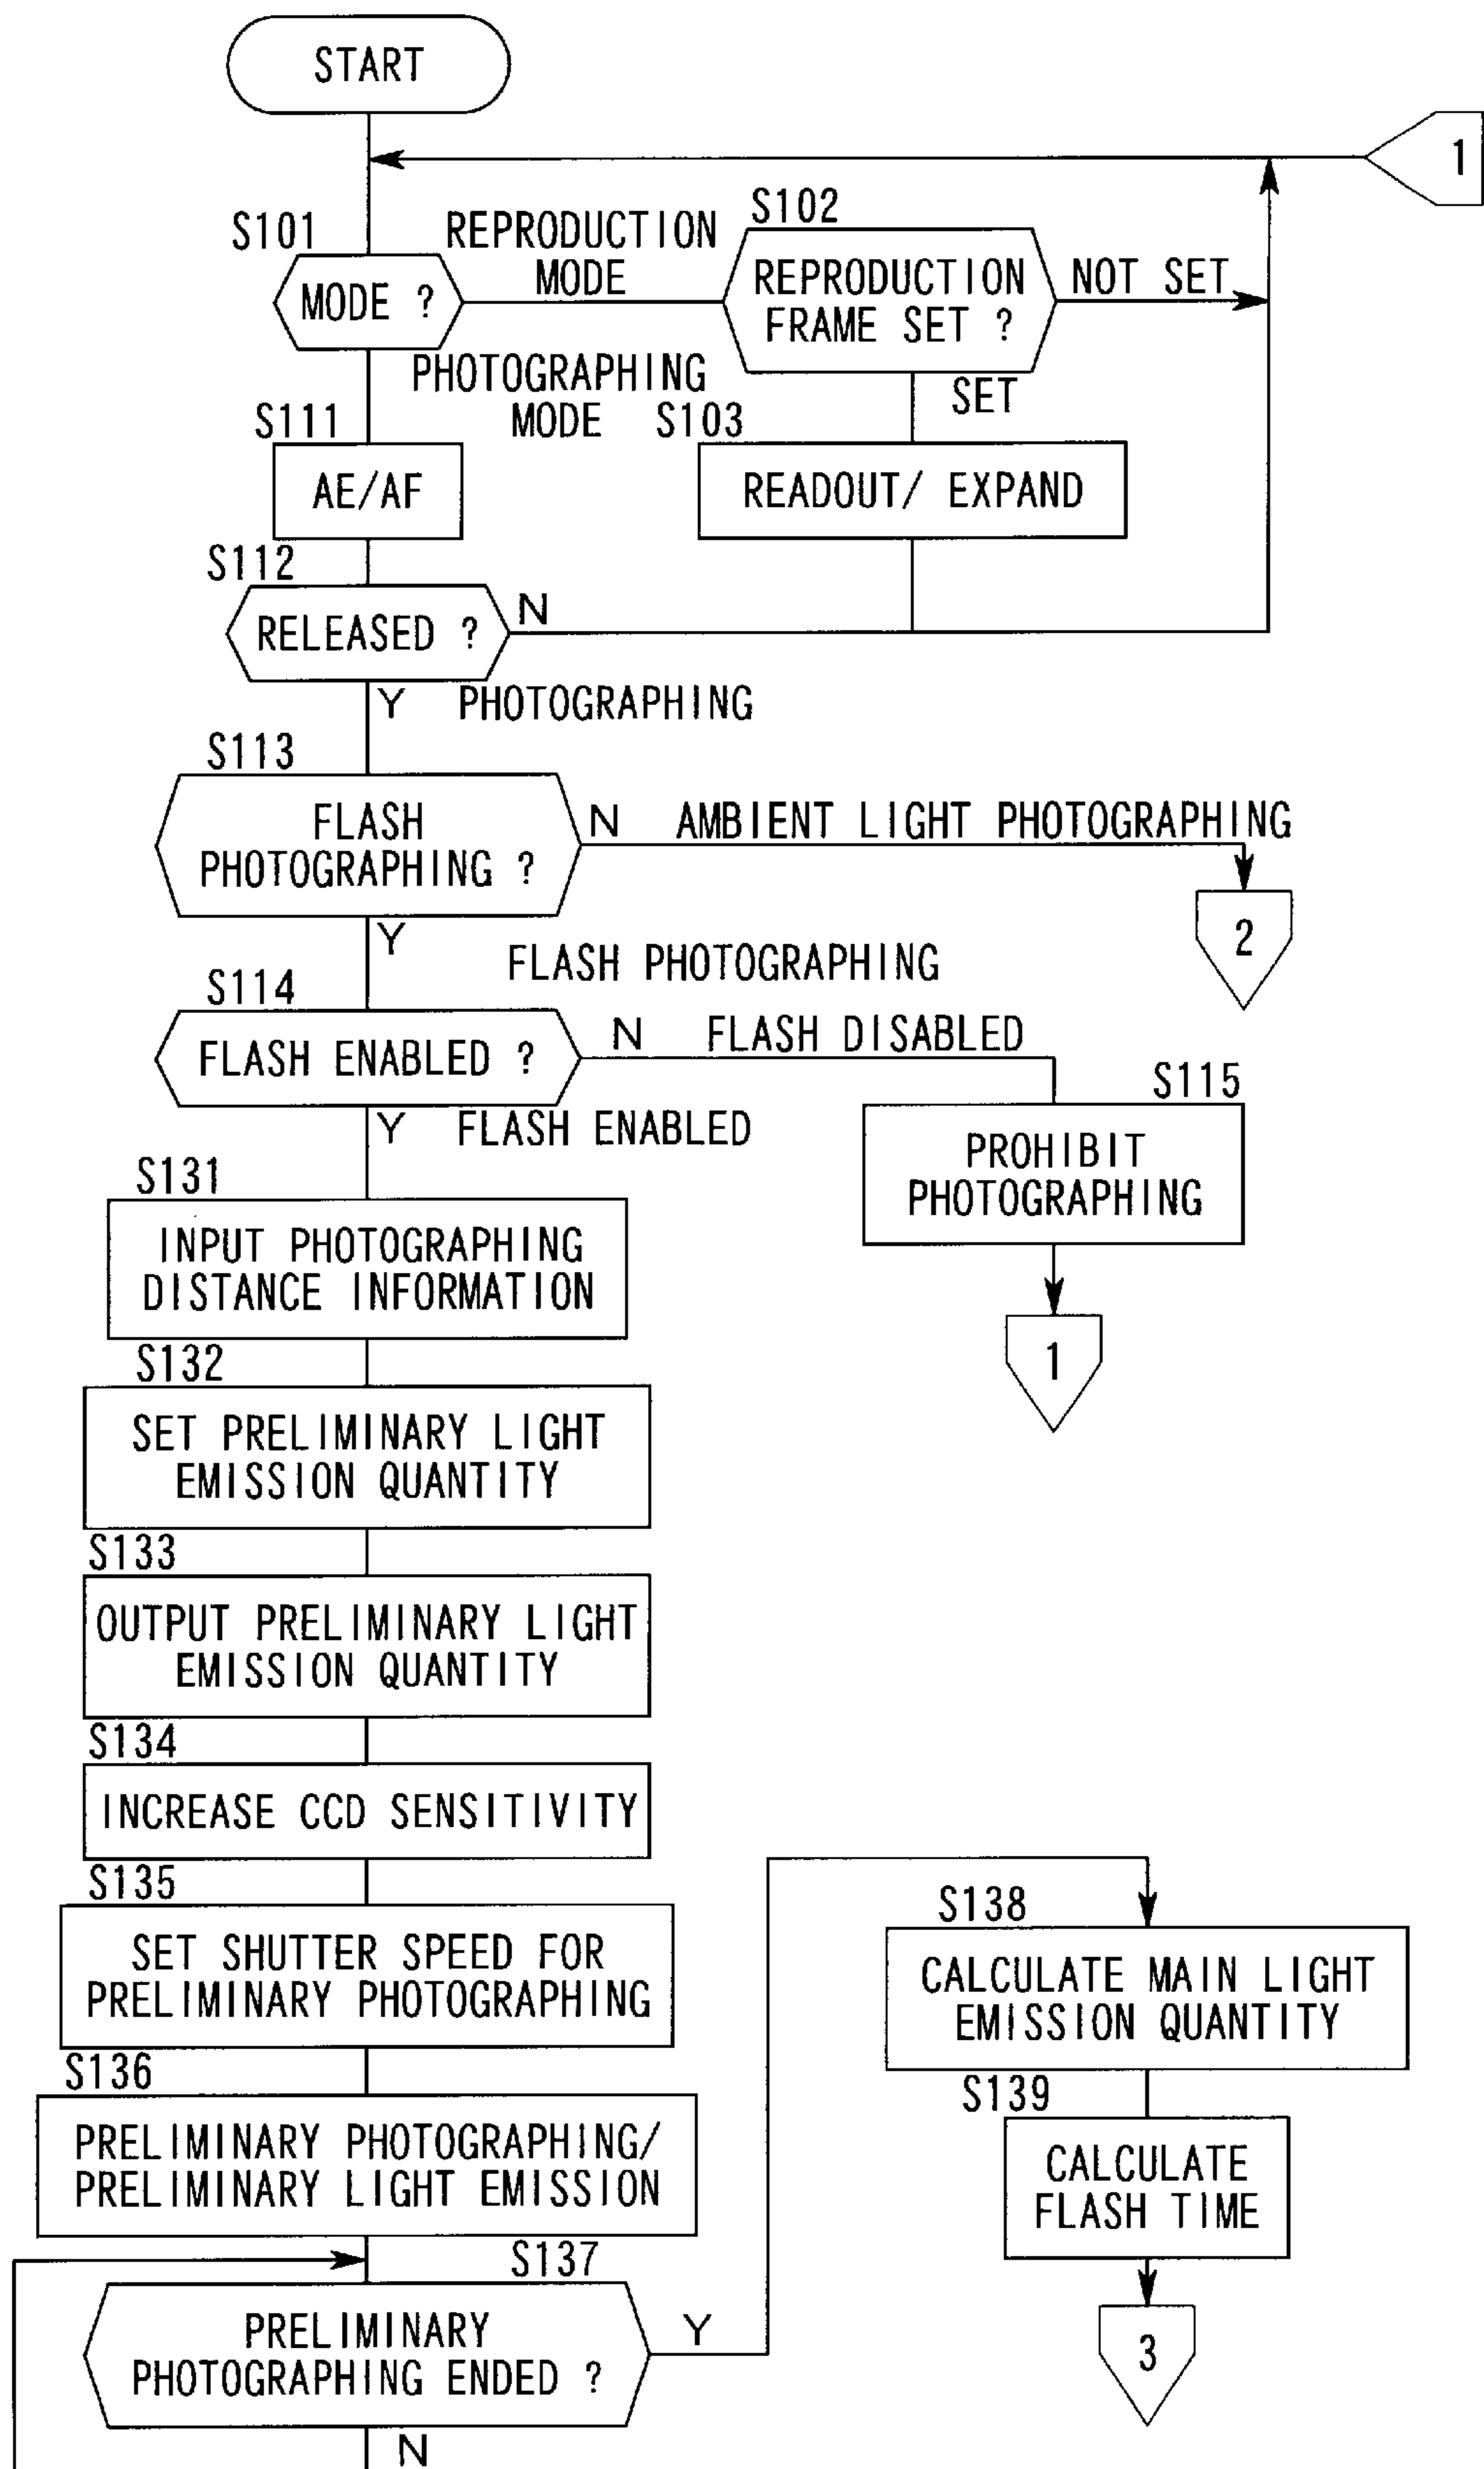 START
1
S101
REPRODUCTION
MODE
S102
MODE ?
REPRODUCTION
FRAME SET ?
NOT SET
PHOTOGRAPHING
MODE
SET
S111
S103
AE/AF
READOUT/ EXPAND
S112
RELEASED ?
N
Y PHOTOGRAPHING
S113
FLASH
PHOTOGRAPHING ?
N AMBIENT LIGHT PHOTOGRAPHING
2
Y
FLASH PHOTOGRAPHING
S114
FLASH ENABLED ?
N FLASH DISABLED
S115
PROHIBIT
PHOTOGRAPHING
1
Y FLASH ENABLED
S131
INPUT PHOTOGRAPHING
DISTANCE INFORMATION
S132
SET PRELIMINARY LIGHT
EMISSION QUANTITY
S133
OUTPUT PRELIMINARY LIGHT
EMISSION QUANTITY
S134
INCREASE CCD SENSITIVITY
S135
SET SHUTTER SPEED FOR
PRELIMINARY PHOTOGRAPHING
S136
PRELIMINARY PHOTOGRAPHING/
PRELIMINARY LIGHT EMISSION
S137
PRELIMINARY
PHOTOGRAPHING ENDED ?
Y
N
S138
CALCULATE MAIN LIGHT
EMISSION QUANTITY
S139
CALCULATE
FLASH TIME
3